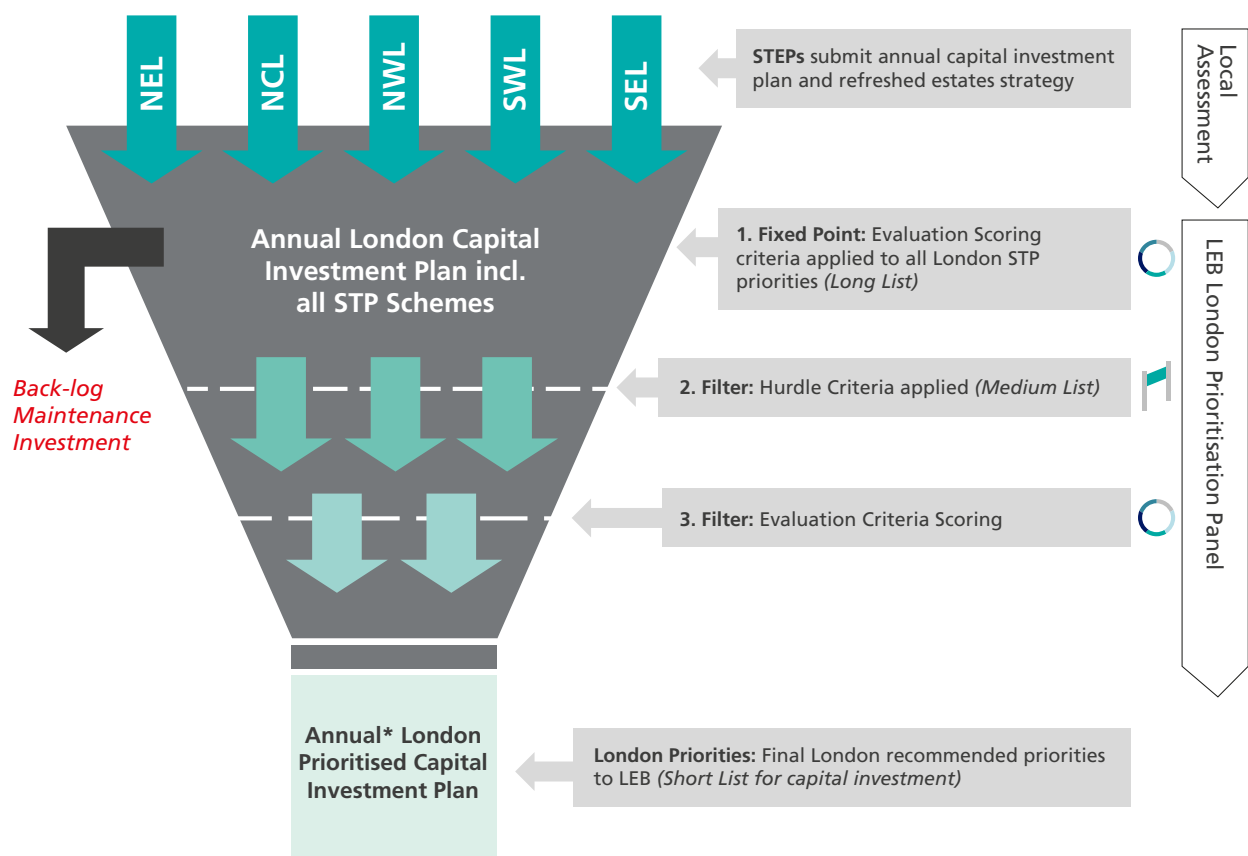 NEL
NCL
NWL
SWL
SEL
STEPs submit annual capital investment
plan and refreshed estates strategy
Local
Assessment
Annual London Capital
Investment Plan incl.
all STP Schemes
1. Fixed Point: Evaluation Scoring
criteria applied to all London STP
priorities (Long List)
Back-log
Maintenance
Investment
2. Filter: Hurdle Criteria applied (Medium List)
3. Filter: Evaluation Criteria Scoring
LEB London Prioritisation Panel
Annual* London
Prioritised Capital
Investment Plan
London Priorities: Final London recommended priorities
to LEB (Short List for capital investment)